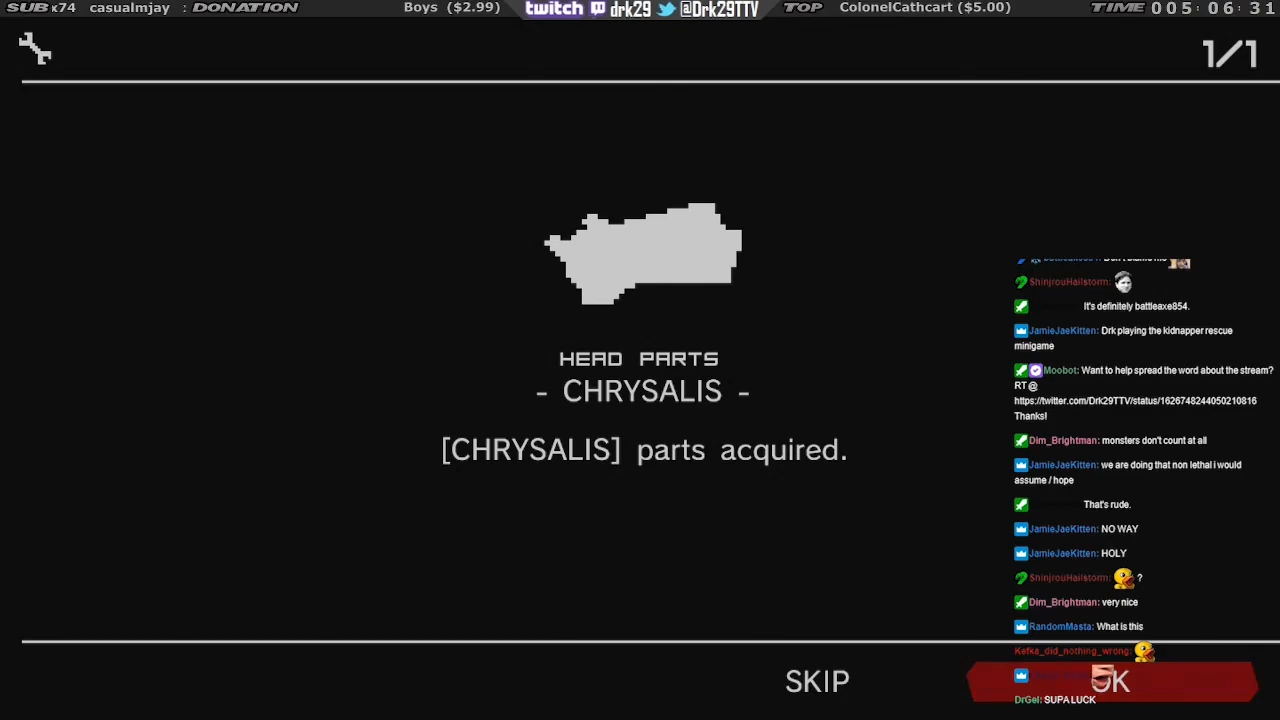 SUB x74 casualmjay : DONATION Boys ($2.99) twitch drk29 @Drk29TTV TOP ColonelCathcart ($5.00) TIME 005:06:31
1/1
HEAD PARTS
- CHRYSALIS -
[CHRYSALIS] parts acquired.
ShinjrouHailstorm:
It's definitely battleaxe854.
JamieJaeKitten: Drk playing the kidnapper rescue
minigame
Moobot: Want to help spread the word about the stream?
RT @
https://twitter.com/Drk29TTV/status/1626748244050210816
Thanks!
Dim_Brightman: monsters don't count at all
JamieJaeKitten: we are doing that non lethal i would
assume / hope
That's rude.
JamieJaeKitten: NO WAY
JamieJaeKitten: HOLY
ShinjrouHailstorm: ?
Dim_Brightman: very nice
RandomMasta: What is this
Kefka_did_nothing_wrong:
DrGel: SUPA LUCK
SKIP OK